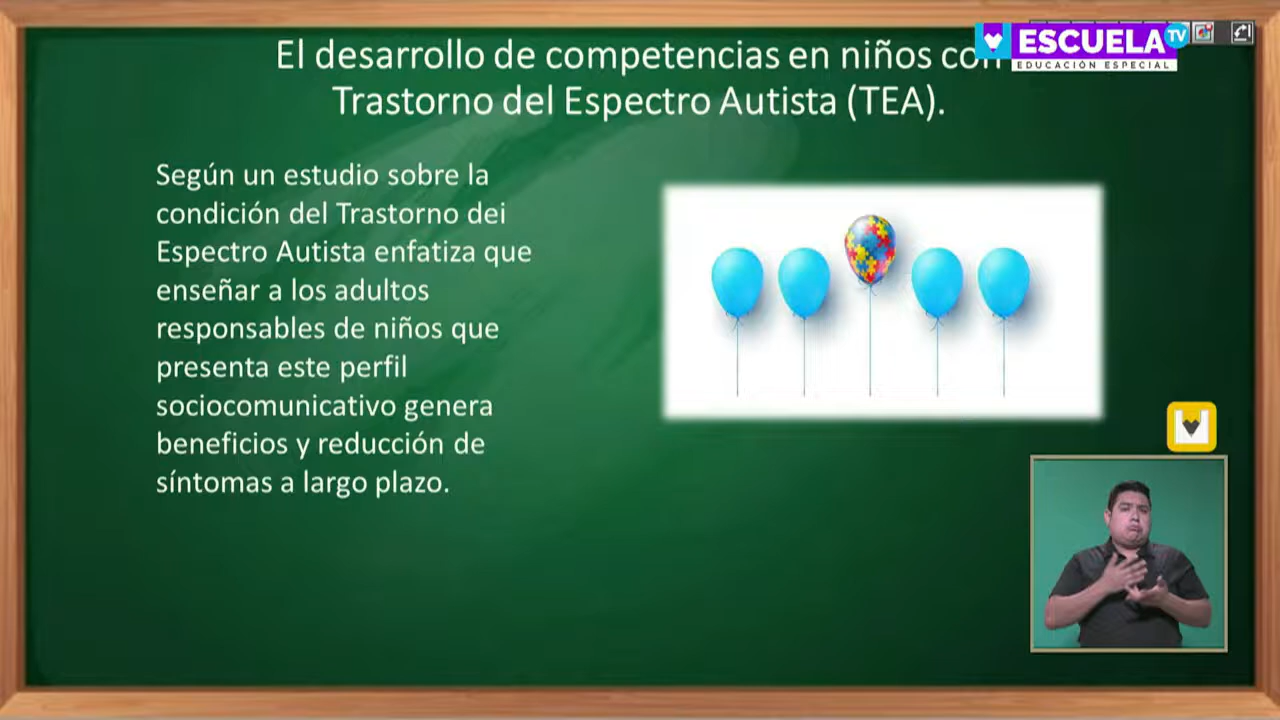 El desarrollo de competencias en niños con
Trastorno del Espectro Autista (TEA).
ESCUELA TV
EDUCACIÓN ESPECIAL
Según un estudio sobre la
condición del Trastorno dei
Espectro Autista enfatiza que
enseñar a los adultos
responsables de niños que
presenta este perfil
sociocomunicativo genera
beneficios y reducción de
síntomas a largo plazo.